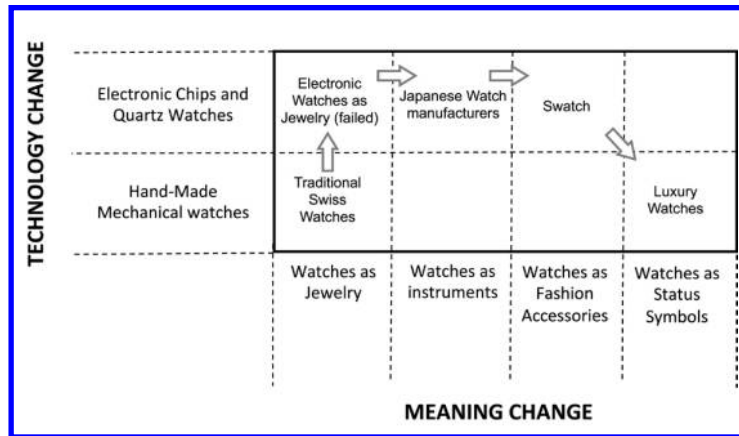 TECHNOLOGY CHANGE
Electronic Chips and
Quartz Watches
Electronic
Watches as
Jewelry (failed)
Japanese Watch
manufacturers
Swatch
Hand-Made
Mechanical watches
Traditional
Swiss
Watches
Luxury
Watches
Watches as
Jewelry
Watches as
instruments
Watches as
Fashion
Accessories
Watches as
Status
Symbols
MEANING CHANGE